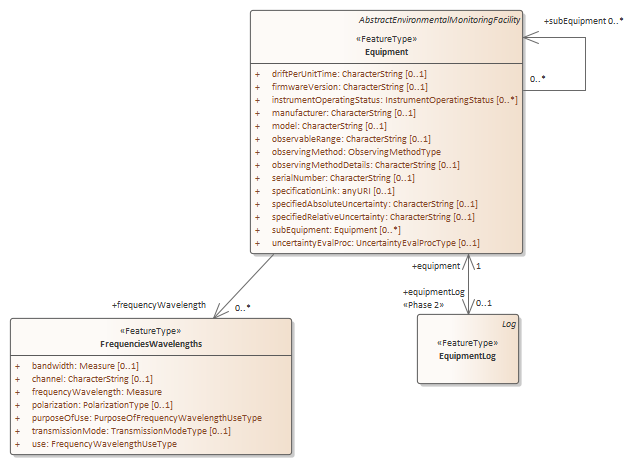 AbstractEnvironmentalMonitoringFacility
«FeatureType»
Equipment
+ driftPerUnitTime: CharacterString [0..1]
+ firmwareVersion: CharacterString [0..1]
+ instrumentOperatingStatus: InstrumentOperatingStatus [0..*]
+ manufacturer: CharacterString [0..1]
+ model: CharacterString [0..1]
+ observableRange: CharacterString [0..1]
+ observingMethod: ObservingMethodType
+ observingMethodDetails: CharacterString [0..1]
+ serialNumber: CharacterString [0..1]
+ specificationLink: anyURI [0..1]
+ specifiedAbsoluteUncertainty: CharacterString [0..1]
+ specifiedRelativeUncertainty: CharacterString [0..1]
+ subEquipment: Equipment [0..*]
+ uncertaintyEvalProc: UncertaintyEvalProcType [0..1]
+subEquipment 0..*
0..*
+equipment 1
+equipmentLog
«Phase 2» 0..1
+frequencyWavelength 0..*
«FeatureType»
FrequenciesWavelengths
+ bandwidth: Measure [0..1]
+ channel: CharacterString [0..1]
+ frequencyWavelength: Measure
+ polarization: PolarizationType [0..1]
+ purposeOfUse: PurposeOfFrequencyWavelengthUseType
+ transmissionMode: TransmissionModeType [0..1]
+ use: FrequencyWavelengthUseType
Log
«FeatureType»
EquipmentLog